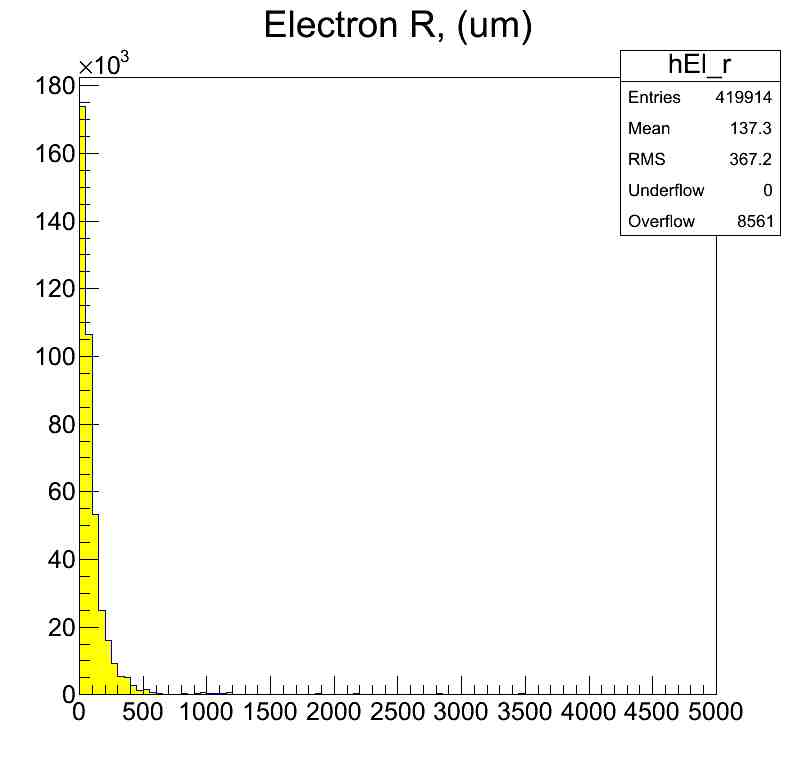 Electron R, (um)
×10³
hEl_r
Entries 419914
Mean 137.3
RMS 367.2
Underflow 0
Overflow 8561
180
160
140
120
100
80
60
40
20
0
0 500 1000 1500 2000 2500 3000 3500 4000 4500 5000